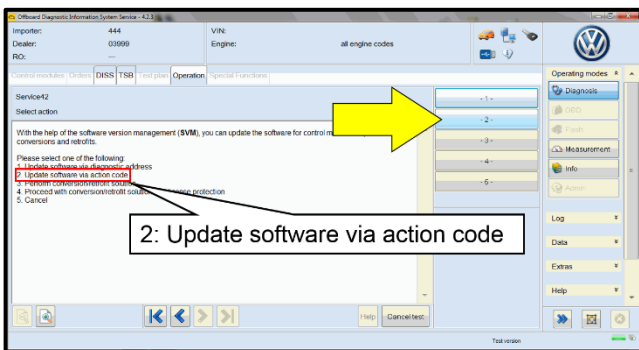 Offboard Diagnostic Information System Service - 4.2.3
Importer: 444 VIN:
Dealer: 03999 Engine: all engine codes
RO: ---
Control modules Orders DISS TSB Test plan Operation Special Functions
Operating modes
Service42
Select action
With the help of the software version management (SVM), you can update the software for control
conversions and retrofits.
Please select one of the following:
1. Update software via diagnostic address
2. Update software via action code
3. Perform conversion/retrofit solution
4. Proceed with conversion/retrofit
protection
5. Cancel
2: Update software via action code
- 1 -
- 2 -
- 3 -
- 4 -
- 5 -
Diagnosis
OBD
Flash
Measurement
Info
Admin
Log
Data
Extras
Help
Help
Cancel test
Test version